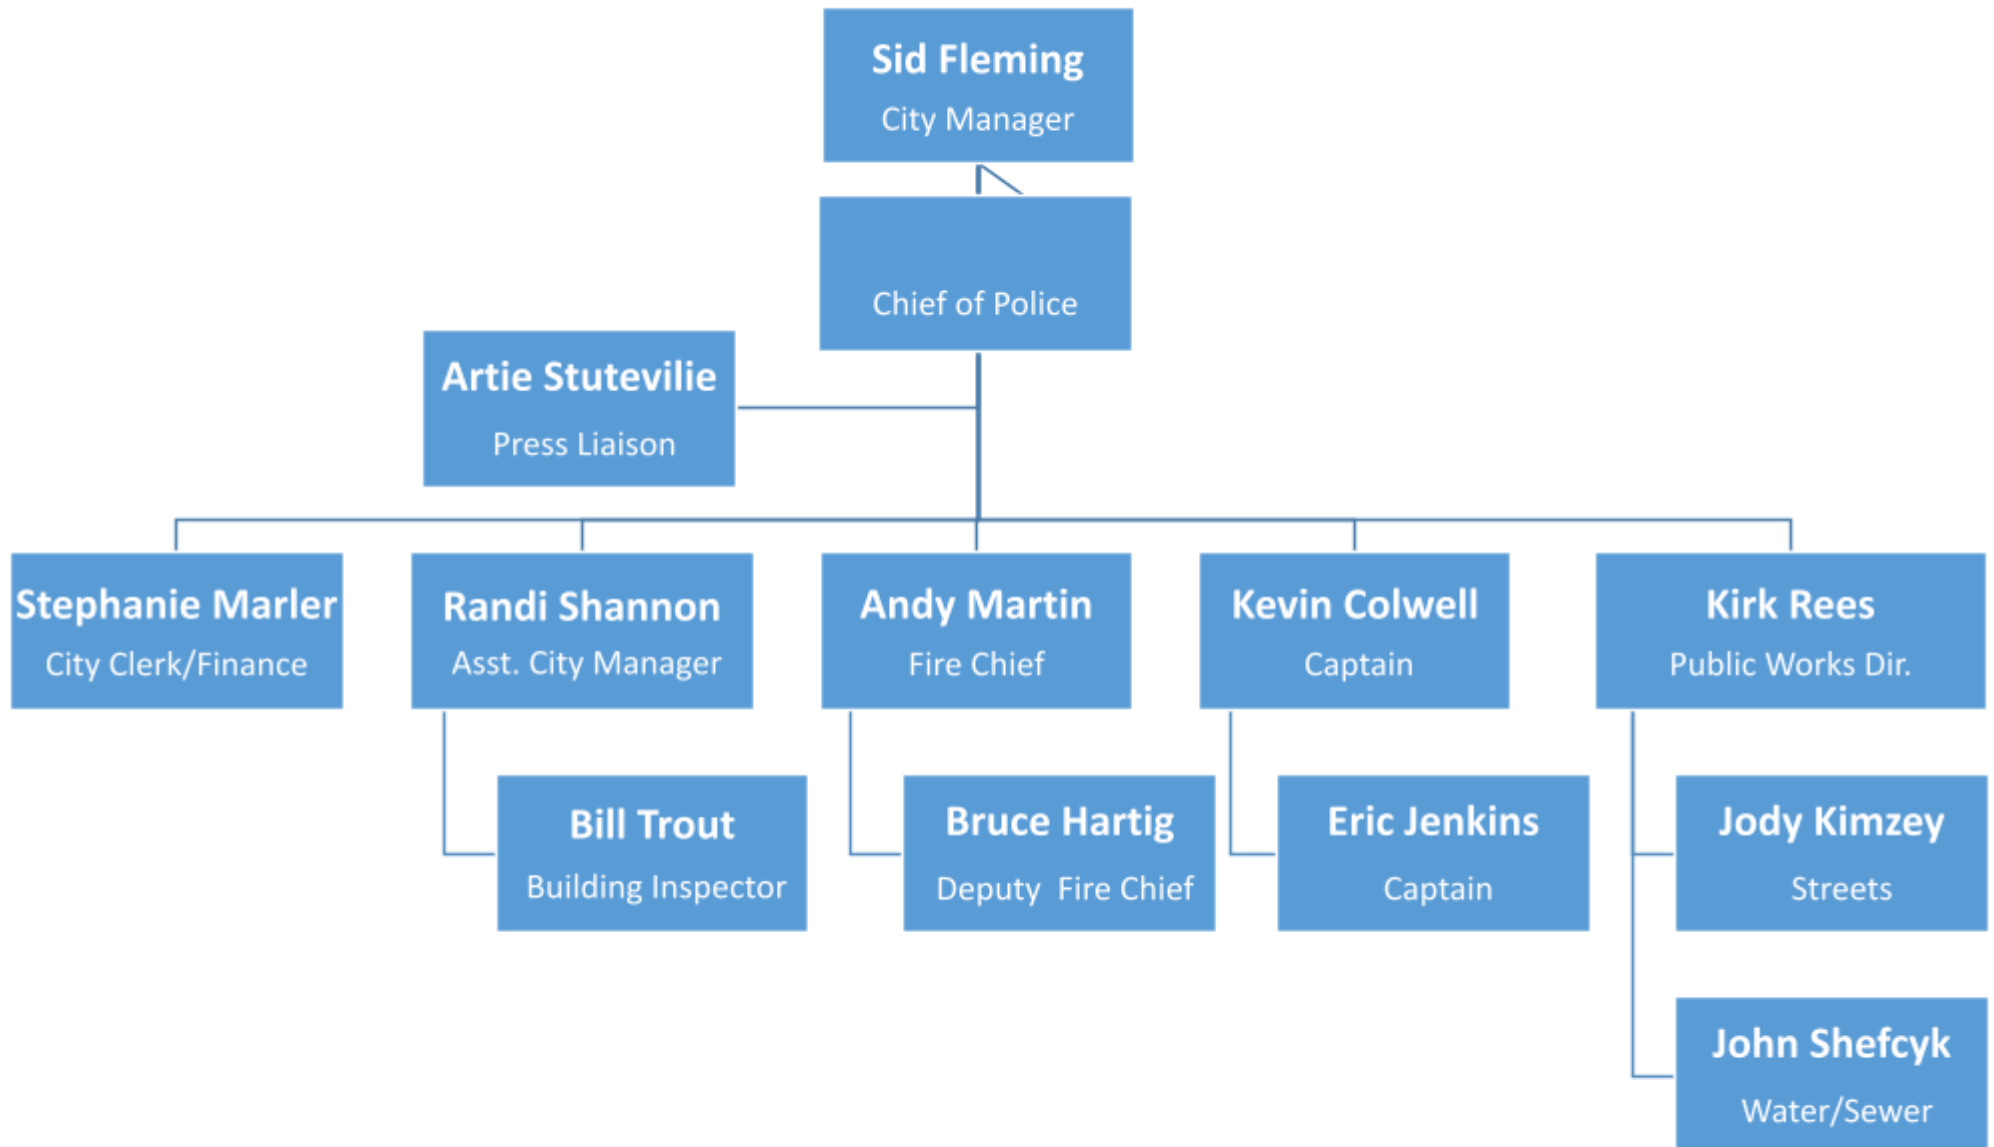 Sid Fleming
City Manager
Chief of Police
Artie Stutevilie
Press Liaison
Stephanie Marler
City Clerk/Finance
Randi Shannon
Asst. City Manager
Andy Martin
Fire Chief
Kevin Colwell
Captain
Kirk Rees
Public Works Dir.
Bill Trout
Building Inspector
Bruce Hartig
Deputy  Fire Chief
Eric Jenkins
Captain
Jody Kimzey
Streets
John Shefcyk
Water/Sewer